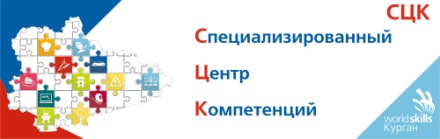 СЦК
Специализированный
Центр
Компетенций
worldskills
Курган